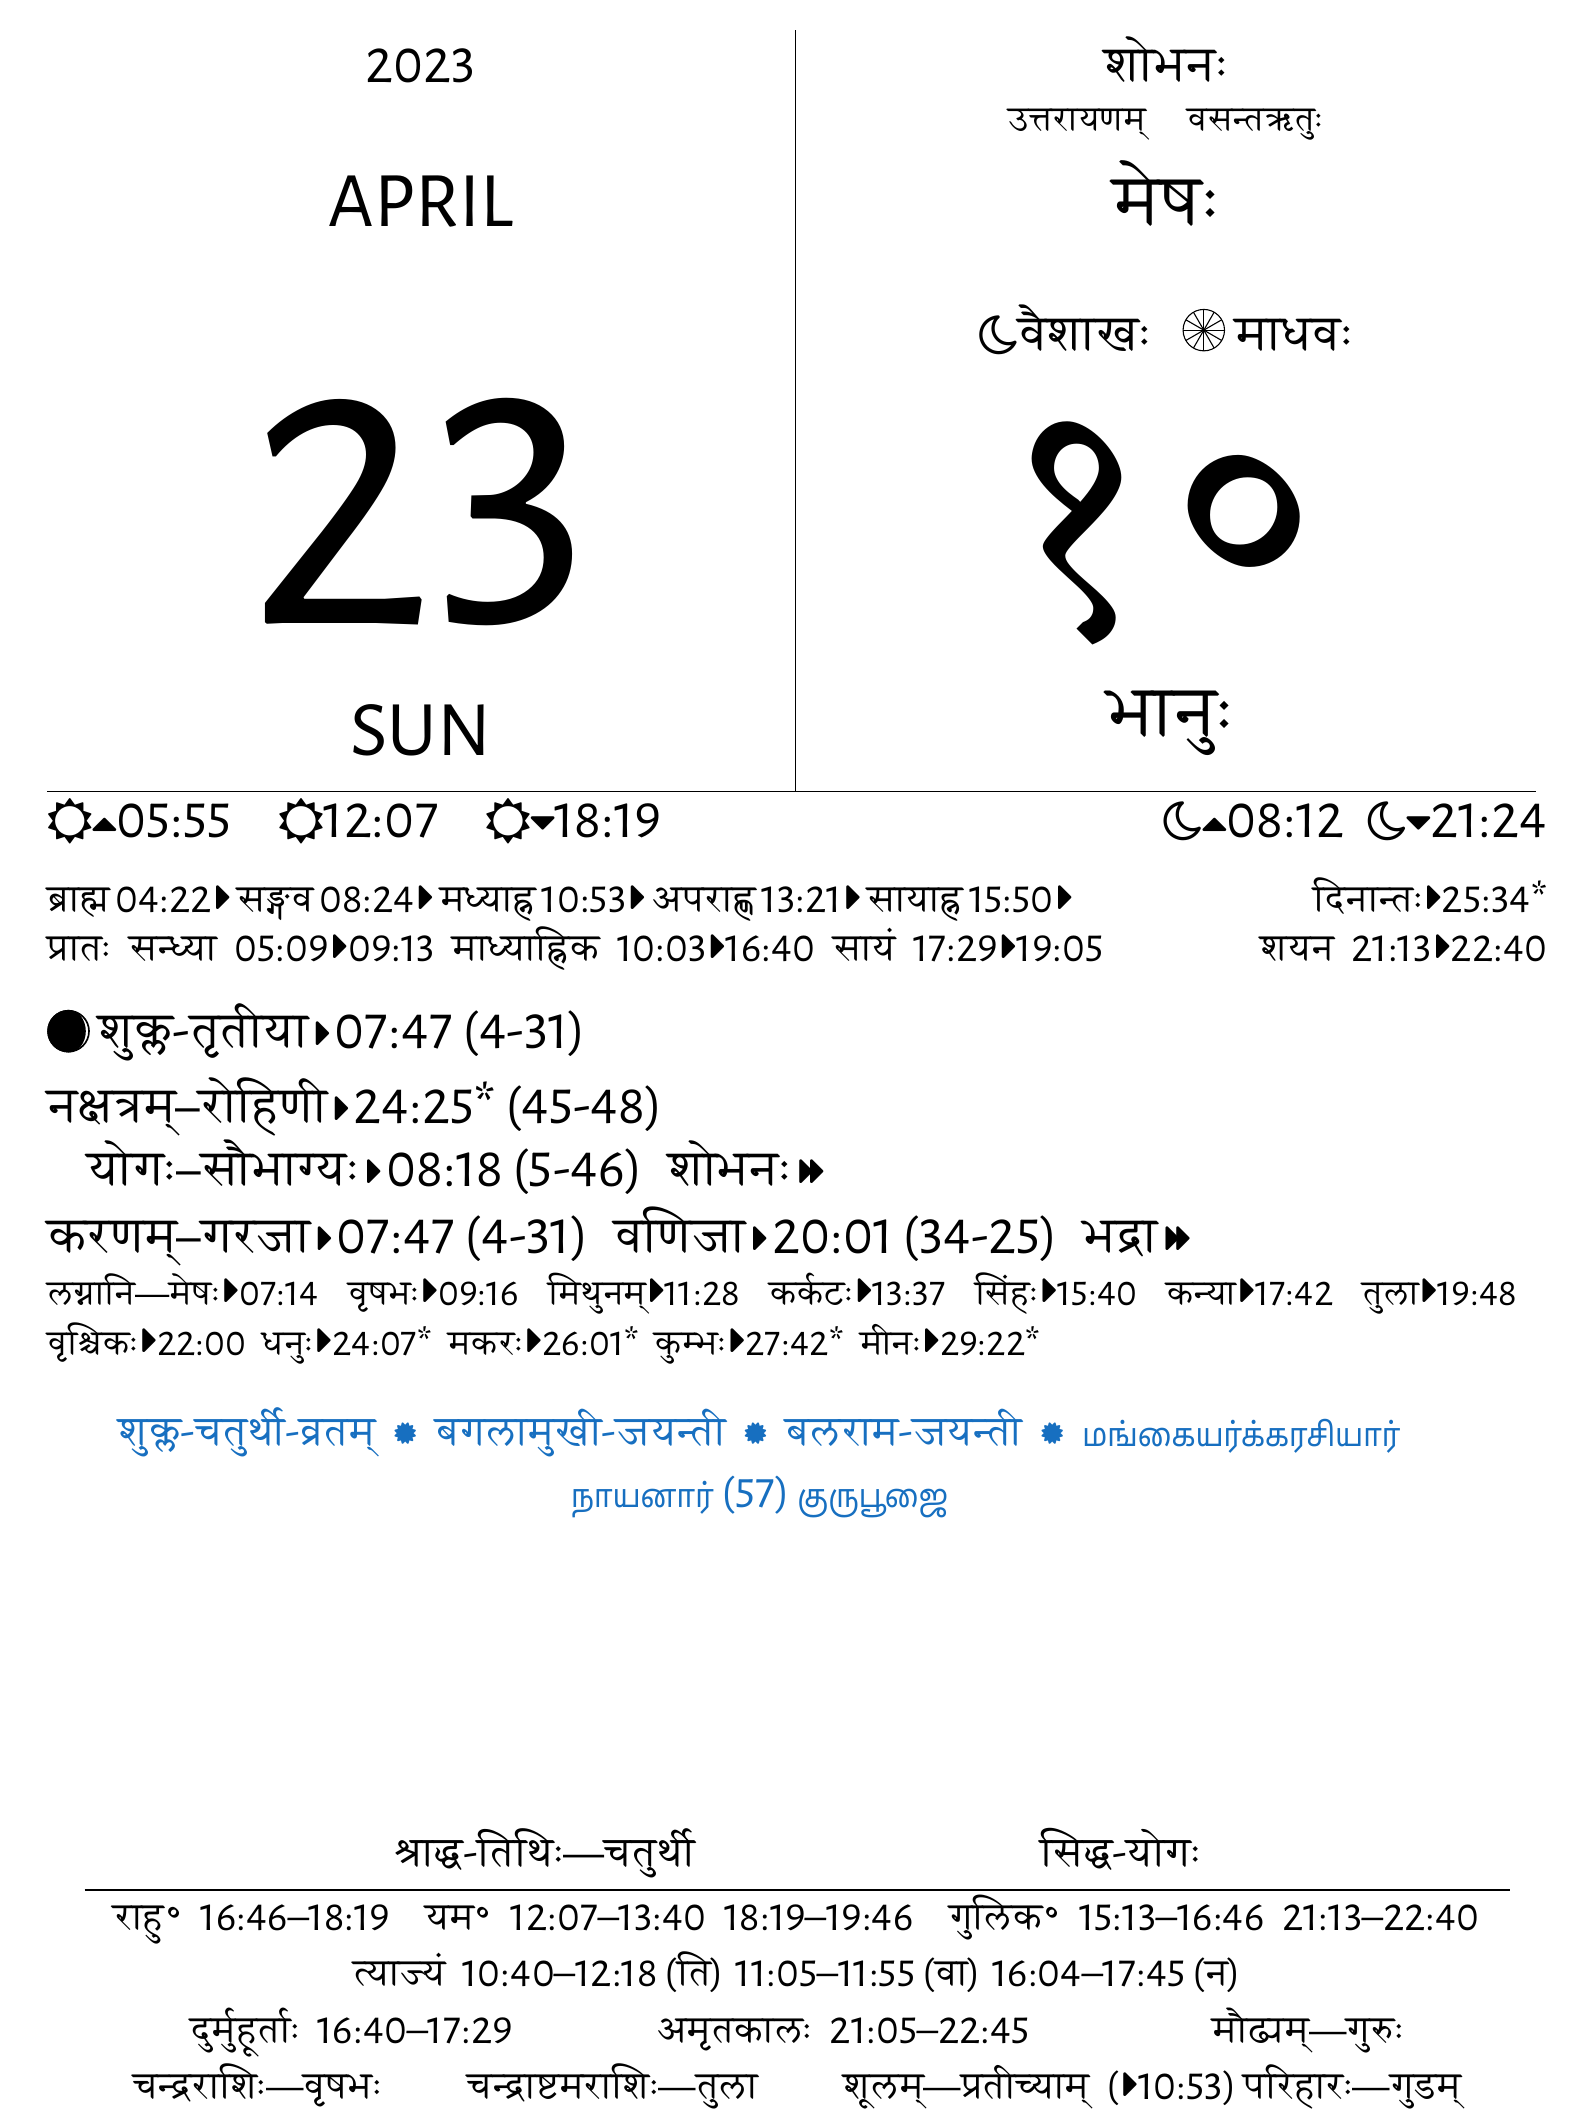 2023
APRIL
23
SUN
शोभनः
उत्तरायणम् वसन्तऋतुः
मेषः
वैशाखः माधवः
१०
भानुः
05:55 12:07 18:19 08:12 21:24
ब्राह्म 04:22 सङ्गव 08:24 मध्याह्न 10:53 अपराह्ण 13:21 सायाह्न 15:50 दिनान्तः 25:34*
प्रातः सन्ध्या 05:09 09:13 माध्याह्निक 10:03 16:40 सायं 17:29 19:05 शयन 21:13 22:40
शुक्ल-तृतीया 07:47 (4-31)
नक्षत्रम्–रोहिणी 24:25* (45-48)
योगः–सौभाग्यः 08:18 (5-46) शोभनः
करणम्–गरजा 07:47 (4-31) वणिजा 20:01 (34-25) भद्रा
लग्नानि—मेषः 07:14 वृषभः 09:16 मिथुनम् 11:28 कर्कटः 13:37 सिंहः 15:40 कन्या 17:42 तुला 19:48
वृश्चिकः 22:00 धनुः 24:07* मकरः 26:01* कुम्भः 27:42* मीनः 29:22*
शुक्ल-चतुर्थी-व्रतम् ✹ बगलामुखी-जयन्ती ✹ बलराम-जयन्ती ✹ மங்கையர்க்கரசியார்
நாயனார் (57) குருபூஜை
श्राद्ध-तिथिः—चतुर्थी सिद्ध-योगः
राहु॰ 16:46–18:19 यम॰ 12:07–13:40 18:19–19:46 गुलिक॰ 15:13–16:46 21:13–22:40
त्याज्यं 10:40–12:18 (ति) 11:05–11:55 (वा) 16:04–17:45 (न)
दुर्मुहूर्ताः 16:40–17:29 अमृतकालः 21:05–22:45 मौढ्यम्—गुरुः
चन्द्रराशिः—वृषभः चन्द्राष्टमराशिः—तुला शूलम्—प्रतीच्याम् (10:53) परिहारः—गुडम्